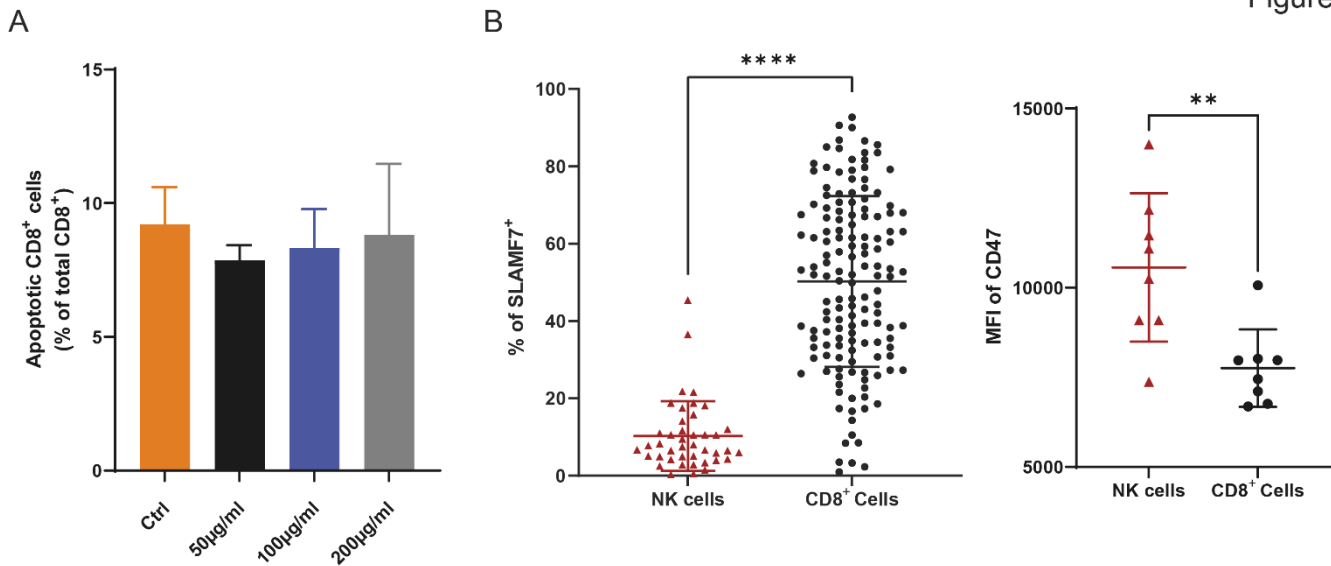 Figure
A
B
15
10
5
0
Apoptotic CD8⁺ cells
(% of total CD8⁺)
Ctrl
50µg/ml
100µg/ml
200µg/ml
****
100
80
60
40
20
0
% of SLAMF7⁺
NK cells
CD8⁺ Cells
**
15000
10000
5000
MFI of CD47
NK cells
CD8⁺ Cells